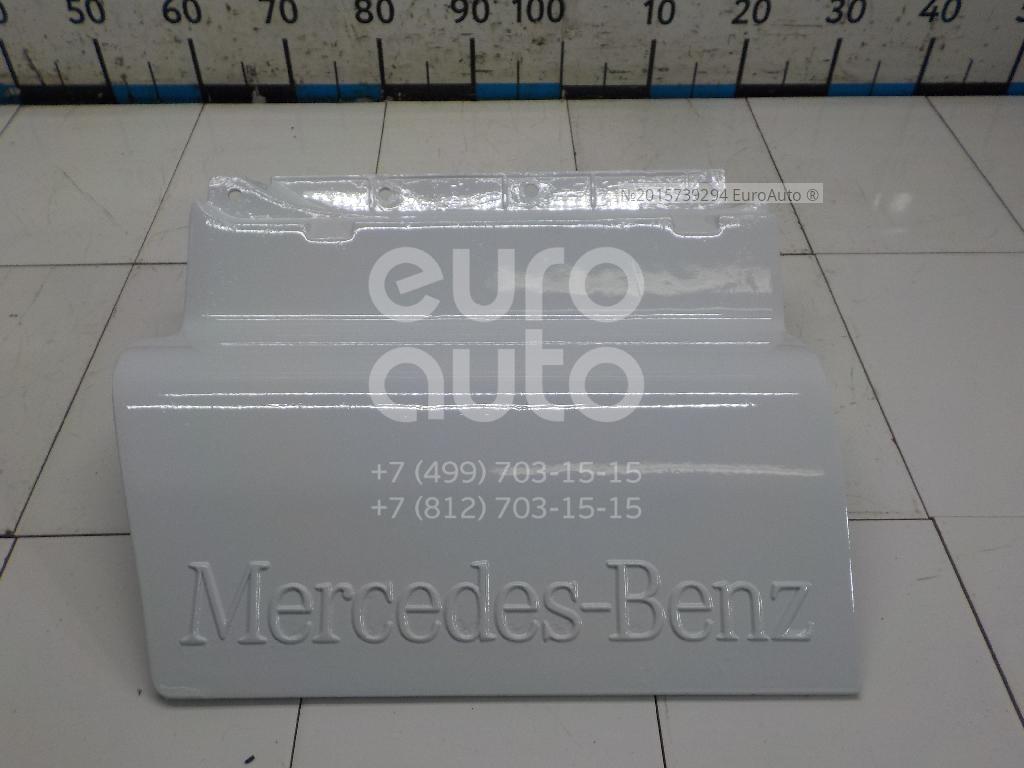 50 60 70 80 90 100 10 20 30 40
№2015739294 EuroAuto ®
euro
auto
+7 (499) 703-15-15
+7 (812) 703-15-15
Mercedes-Benz